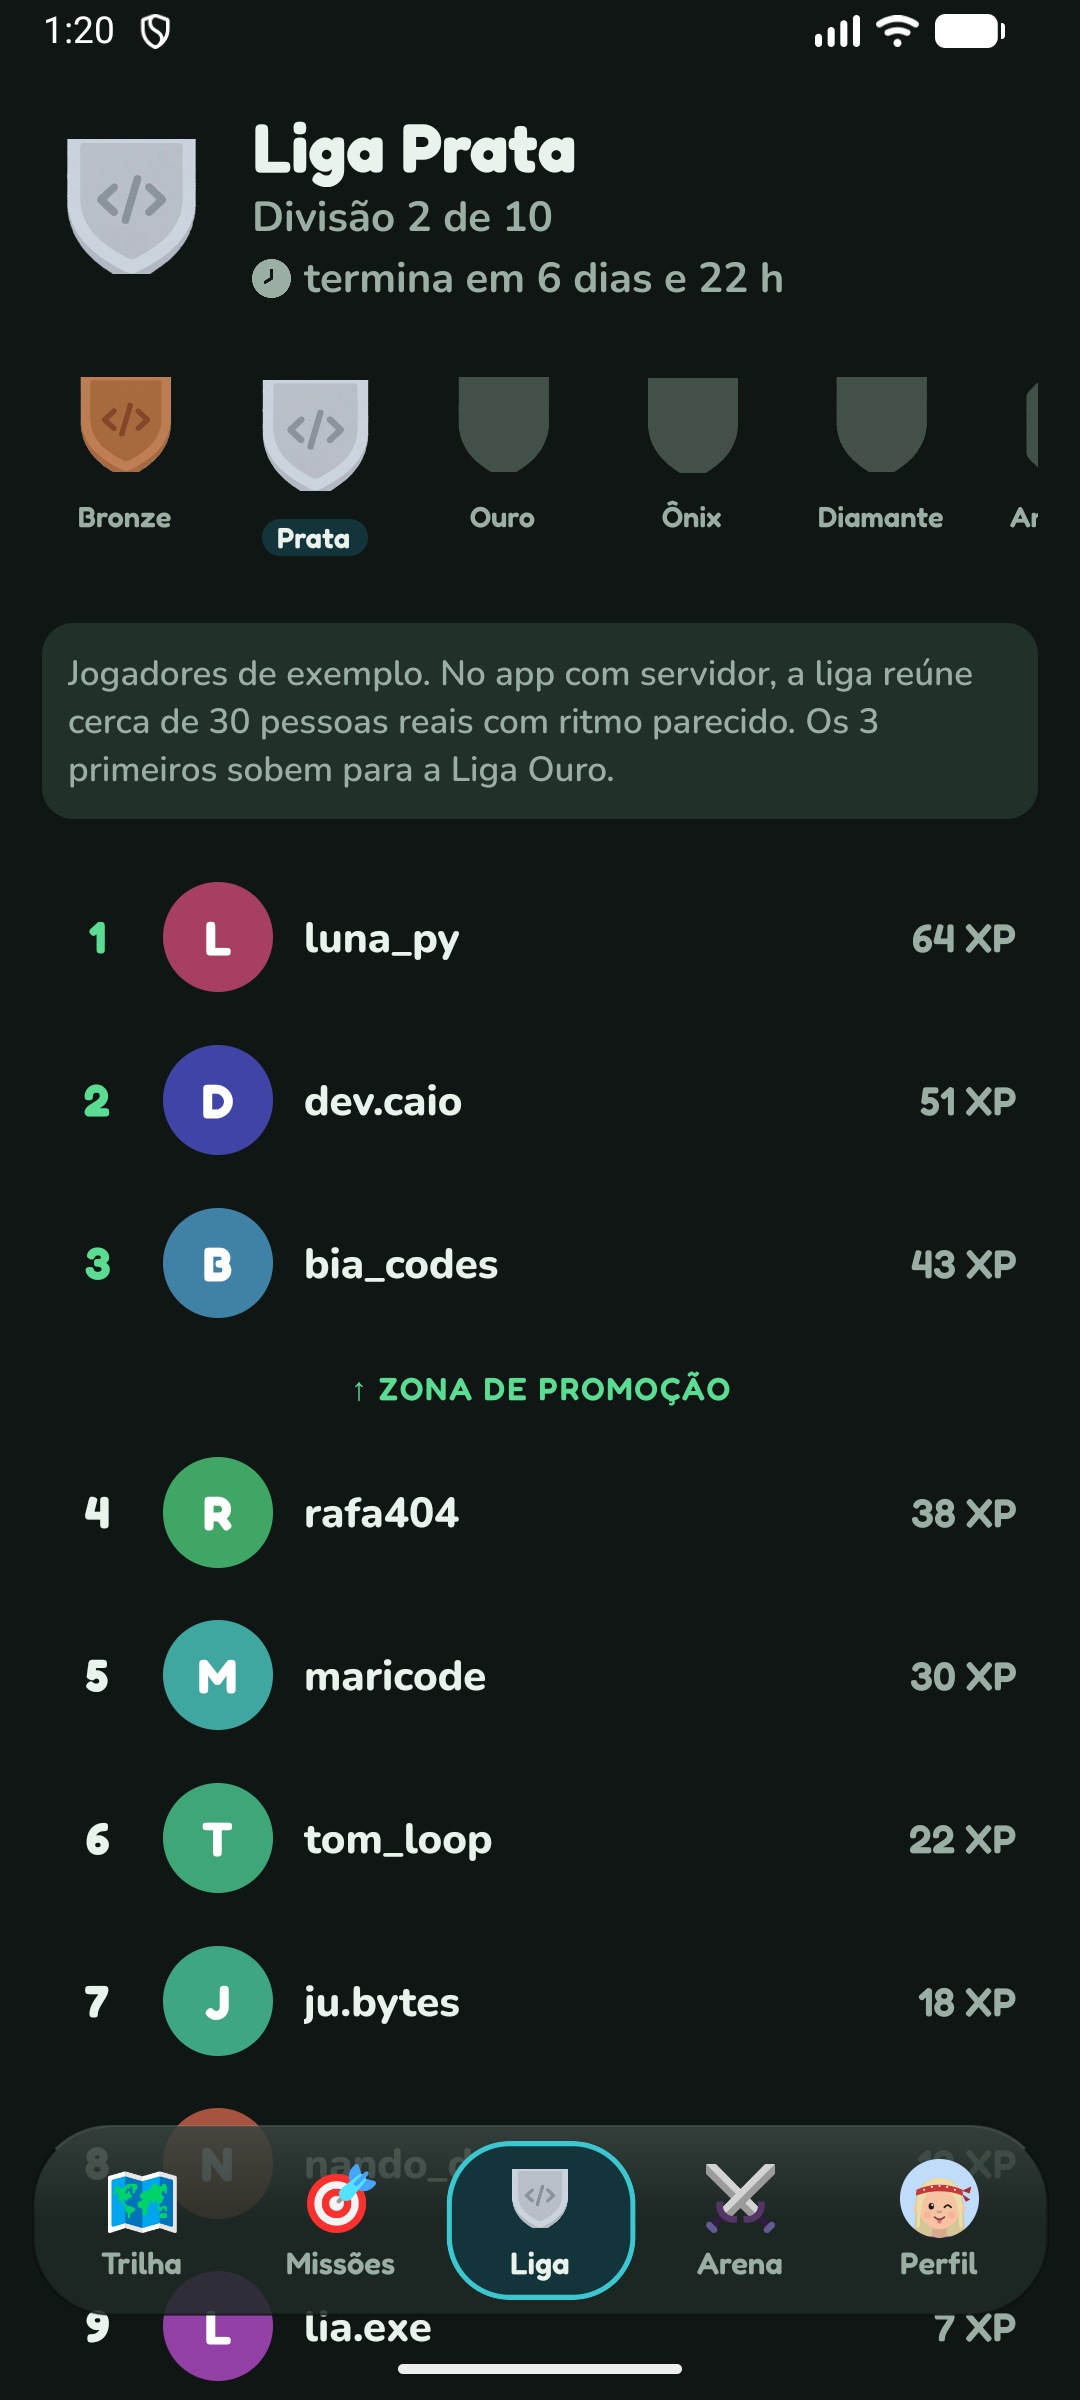 1:20
Liga Prata
Divisão 2 de 10
termina em 6 dias e 22 h
</>
</>
</>
Bronze
Prata
Ouro
Ônix
Diamante
Jogadores de exemplo. No app com servidor, a liga reúne
cerca de 30 pessoas reais com ritmo parecido. Os 3
primeiros sobem para a Liga Ouro.
1 L luna_py 64 XP
2 D dev.caio 51 XP
3 B bia_codes 43 XP
↑ ZONA DE PROMOÇÃO
4 R rafa404 38 XP
5 M maricode 30 XP
6 T tom_loop 22 XP
7 J ju.bytes 18 XP
8 N XP
</>
Trilha
Missões
Liga
Arena
Perfil
9 L lia.exe 7 XP